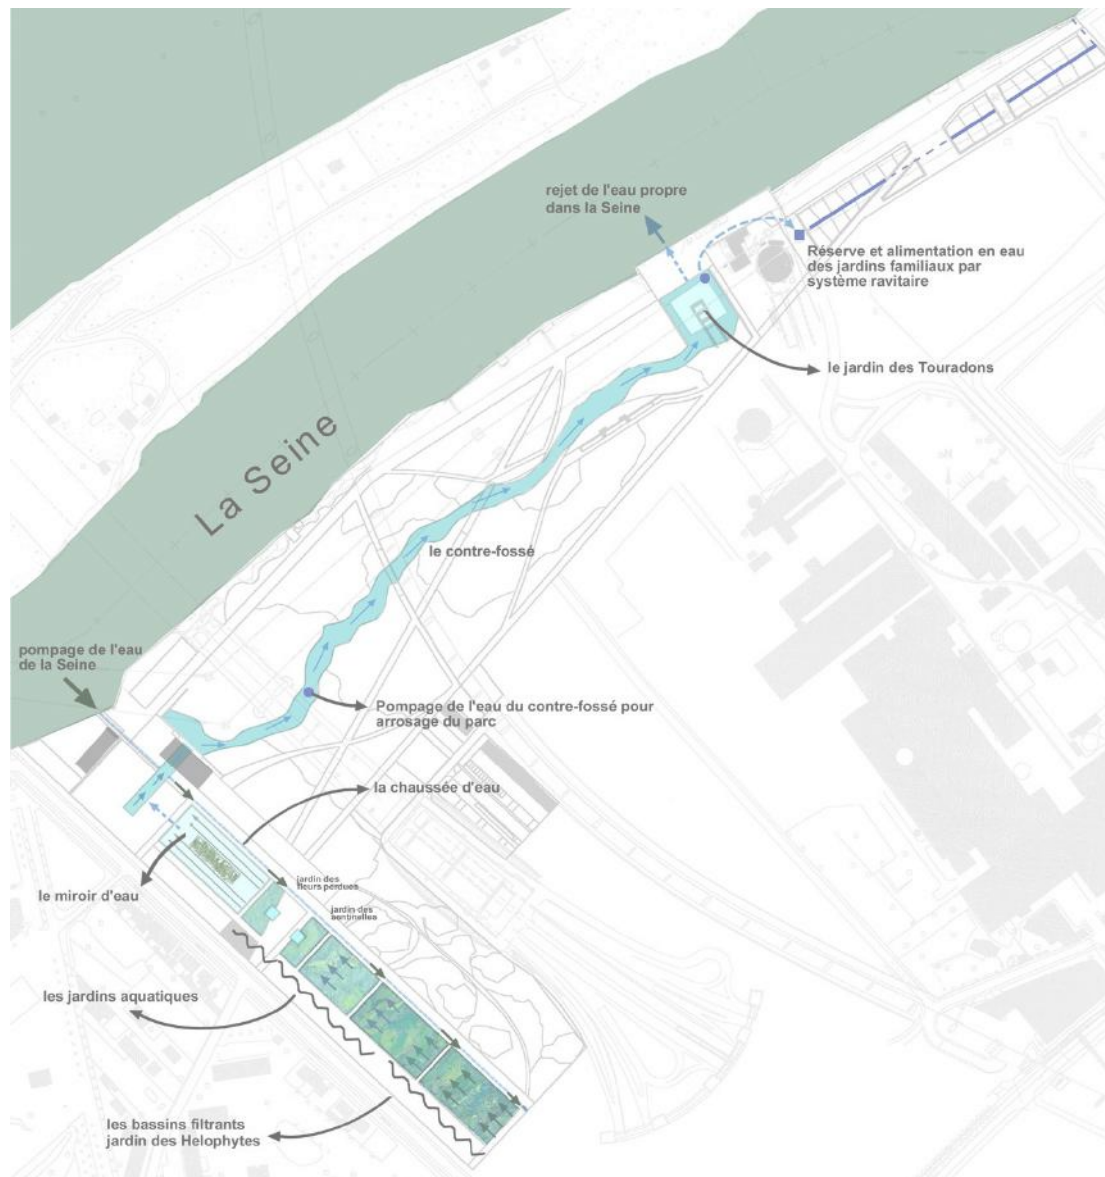 rejet de l'eau propre
dans la Seine
Réserve et alimentation en eau
des jardins familiaux par
système ravitaire
le jardin des Touradons
La Seine
le contre-fossé
pompage de l'eau
de la Seine
Pompage de l'eau du contre-fossé pour
arrosage du parc
la chaussée d'eau
le miroir d'eau
jardin des
fleurs perdues
jardin des
sentinelles
les jardins aquatiques
les bassins filtrants
jardin des Helophytes